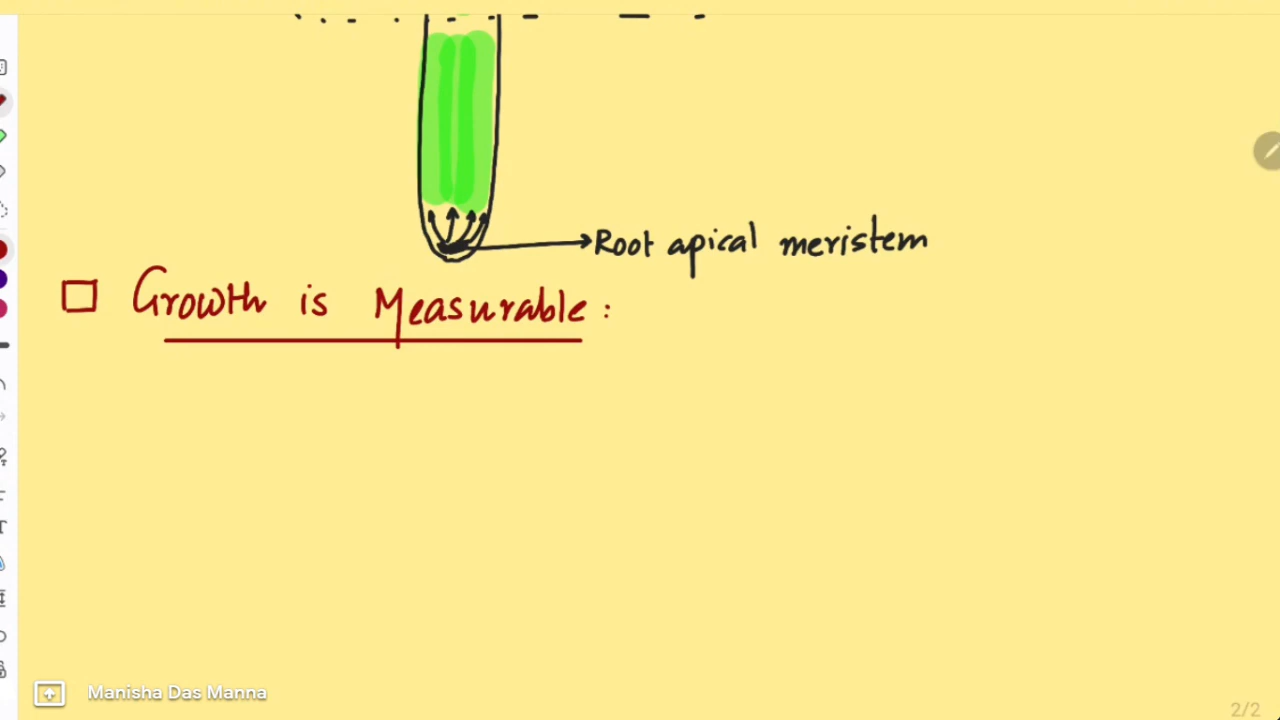 Root apical meristem
□ Growth is Measurable :
Manisha Das Manna
2/2